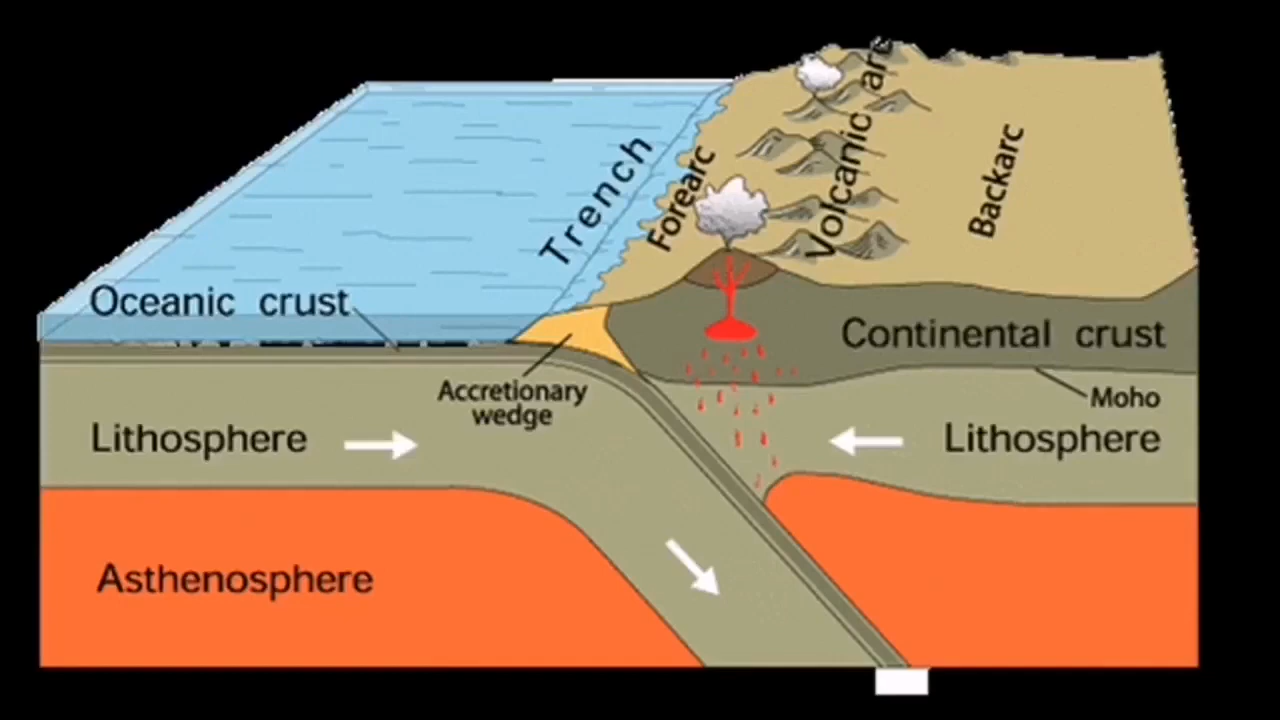 Trench
Forearc
Volcanic arc
Backarc
Oceanic crust
Continental crust
Accretionary
wedge
Moho
Lithosphere
Lithosphere
Asthenosphere